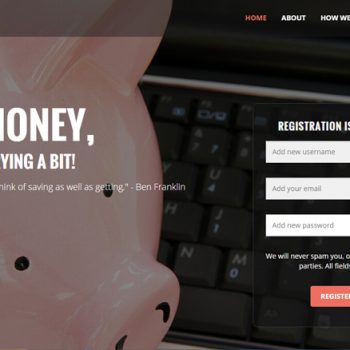 HOME ABOUT HOW WE
MONEY,
YING A BIT!
hink of saving as well as getting." - Ben Franklin
REGISTRATION IS
Add new username
Add your email
Add new password
We will never spam you, o
parties. All field
REGISTE